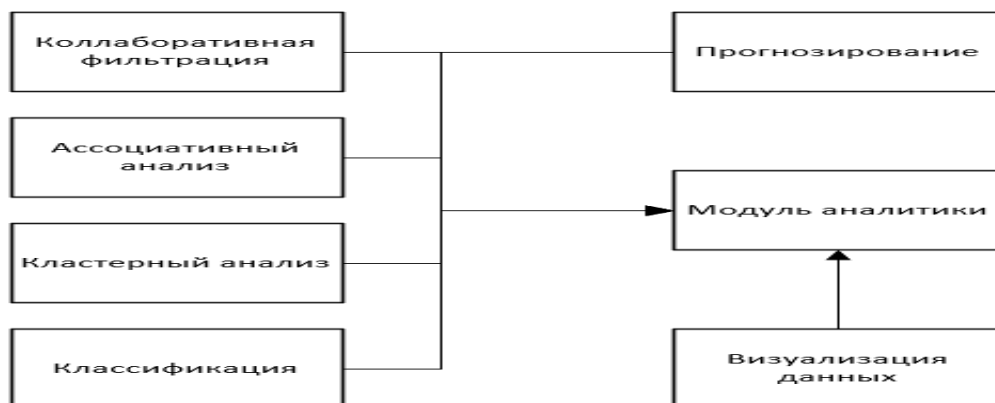 Коллаборативная
фильтрация
Прогнозирование
Ассоциативный
анализ
Модуль аналитики
Кластерный анализ
Классификация
Визуализация
данных